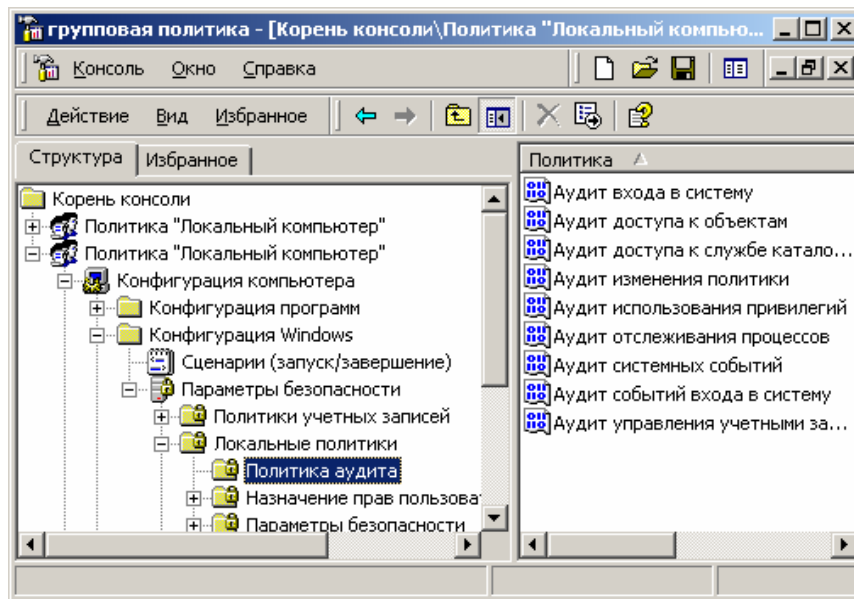 групповая политика - [Корень консоли\Политика "Локальный компью...
Консоль Окно Справка
Действие Вид Избранное
Структура Избранное
Корень консоли
Политика "Локальный компьютер"
Политика "Локальный компьютер"
Конфигурация компьютера
Конфигурация программ
Конфигурация Windows
Сценарии (запуск/завершение)
Параметры безопасности
Политики учетных записей
Локальные политики
Политика аудита
Назначение прав пользова
Параметры безопасности
Политика
Аудит входа в систему
Аудит доступа к объектам
Аудит доступа к службе катало...
Аудит изменения политики
Аудит использования привилегий
Аудит отслеживания процессов
Аудит системных событий
Аудит событий входа в систему
Аудит управления учетными за...